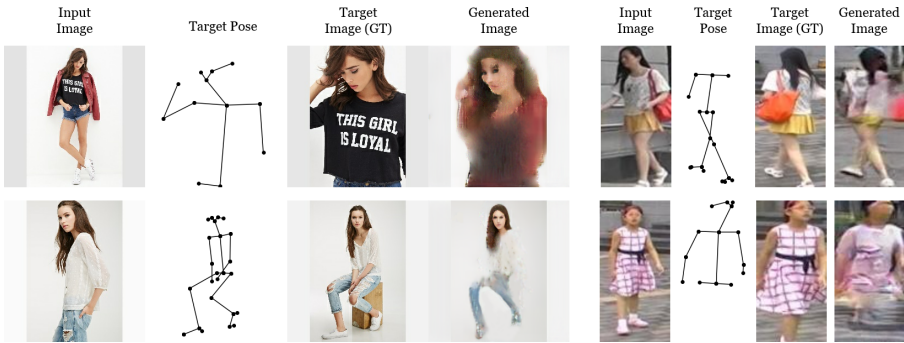 Input
Image
Target Pose
Target
Image (GT)
Generated
Image
Input
Image
Target
Pose
Target
Image (GT)
Generated
Image
THIS GIRL
IS LOYAL
THIS GIRL
IS LOYAL